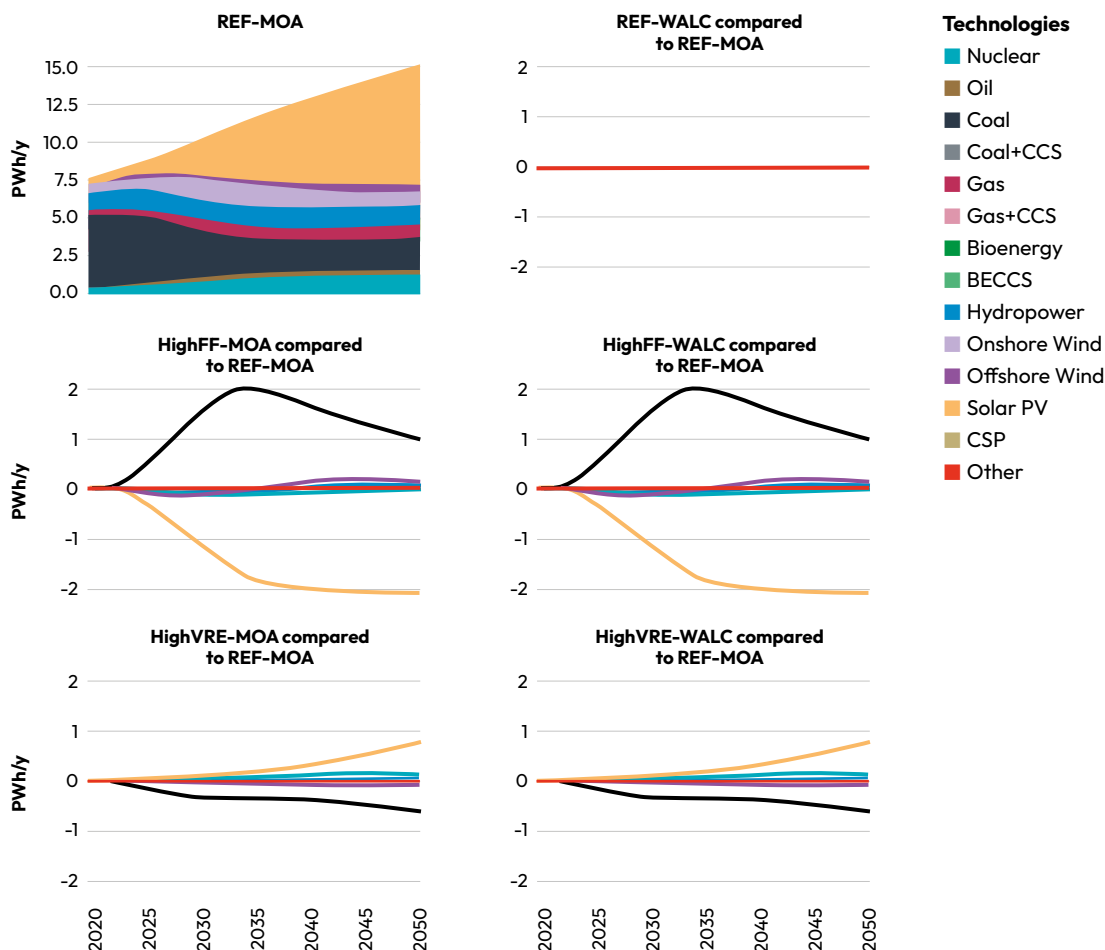 REF-MOA
PWh/y
15.0
12.5
10.0
7.5
5.0
2.5
0.0
REF-WALC compared
to REF-MOA
2
1
0
-1
-2
Technologies
Nuclear
Oil
Coal
Coal+CCS
Gas
Gas+CCS
Bioenergy
BECCS
Hydropower
Onshore Wind
Offshore Wind
Solar PV
CSP
Other
HighFF-MOA compared
to REF-MOA
PWh/y
2
1
0
-1
-2
HighFF-WALC compared
to REF-MOA
2
1
0
-1
-2
HighVRE-MOA compared
to REF-MOA
PWh/y
2
1
0
-1
-2
2020
2025
2030
2035
2040
2045
2050
HighVRE-WALC compared
to REF-MOA
2
1
0
-1
-2
2020
2025
2030
2035
2040
2045
2050